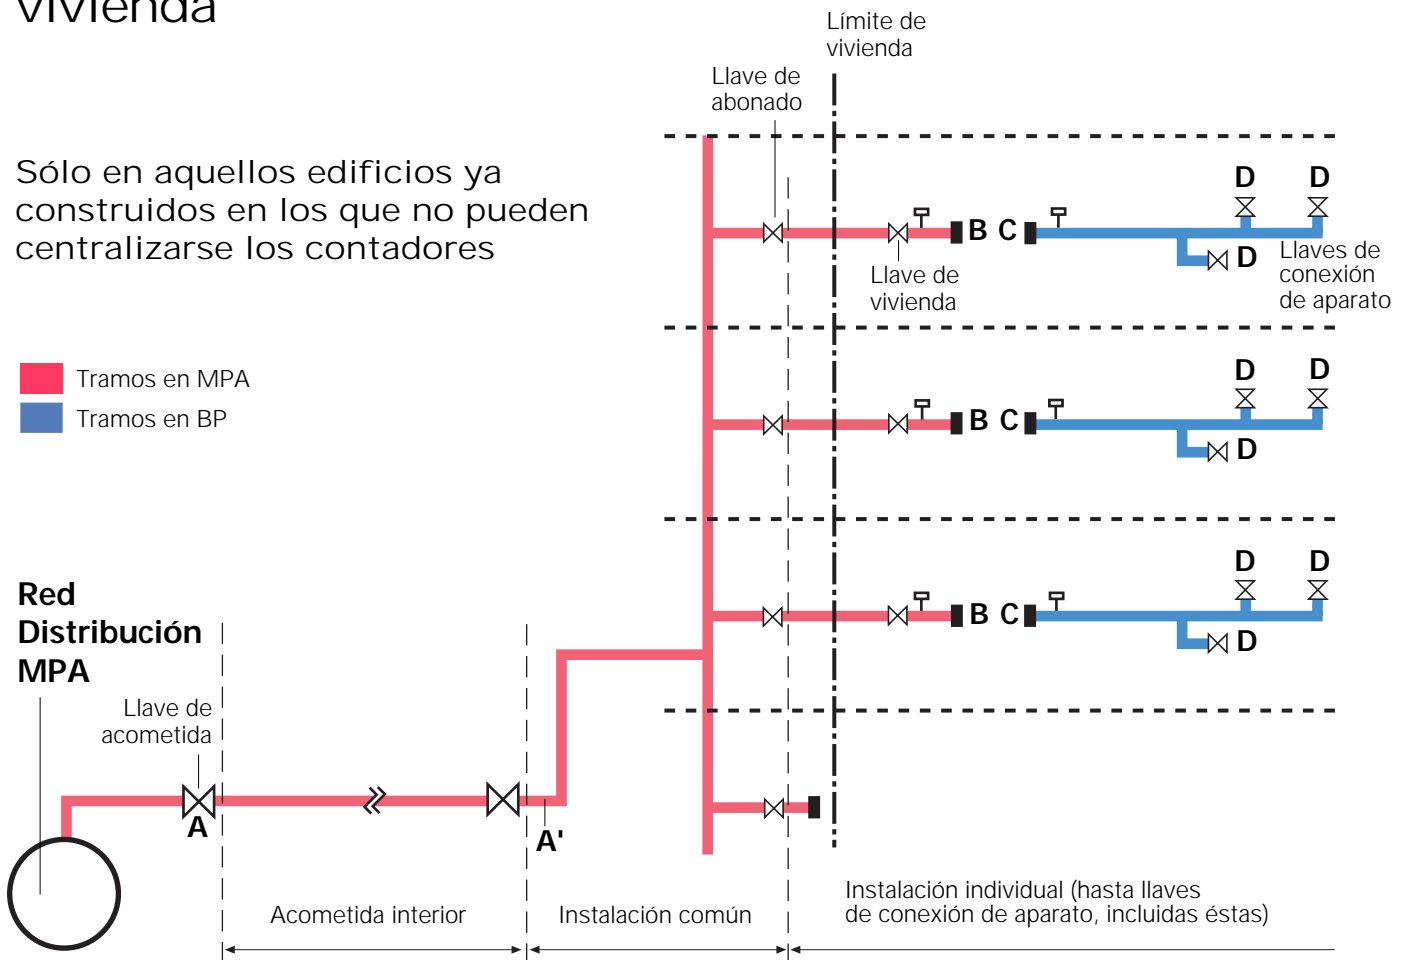 vivienda
Límite de
vivienda
Llave de
abonado
Sólo en aquellos edificios ya
construidos en los que no pueden
centralizarse los contadores
D D
B C
D
Llaves de
conexión
de aparato
Llave de
vivienda
Tramos en MPA
Tramos en BP
D D
B C
D
D D
B C
D
Red
Distribución
MPA
Llave de
acometida
A
A'
Acometida interior
Instalación común
Instalación individual (hasta llaves
de conexión de aparato, incluidas éstas)